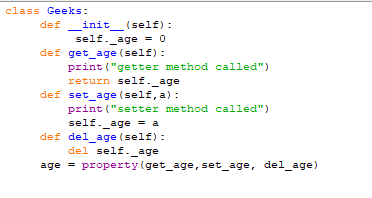 class Geeks:
     def __init__(self):
          self._age = 0
     def get_age(self):
         print("getter method called")
         return self._age
     def set_age(self,a):
         print("setter method called")
         self._age = a
     def del_age(self):
         del self._age
     age = property(get_age,set_age, del_age)